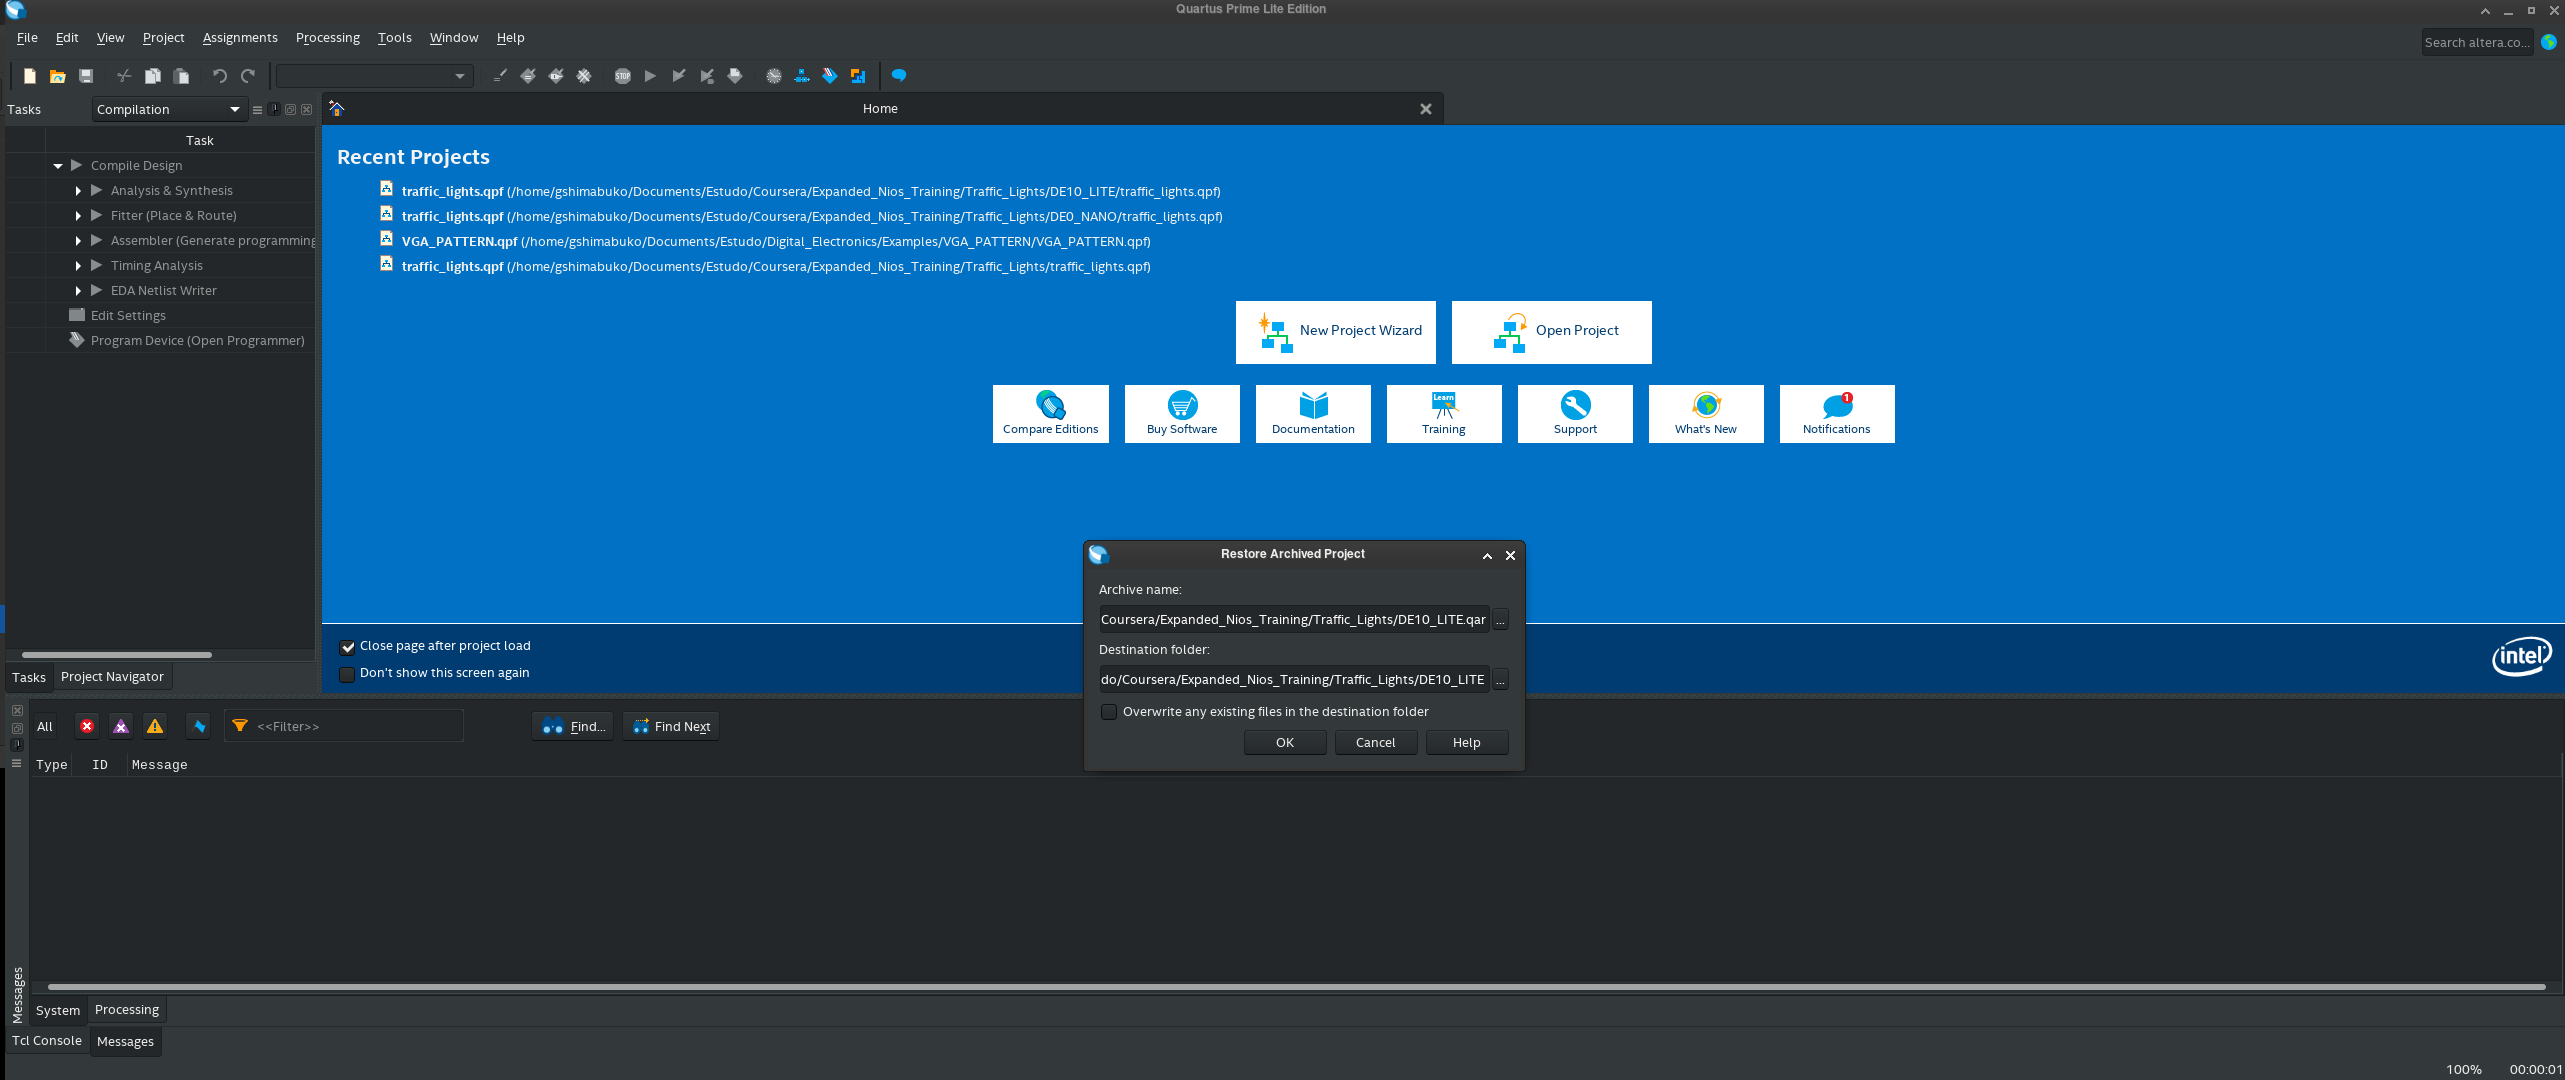 Quartus Prime Lite Edition
File Edit View Project Assignments Processing Tools Window Help
Search altera.co...
STOP
Tasks Compilation
Home
Task
Compile Design
Analysis & Synthesis
Fitter (Place & Route)
Assembler (Generate programming
Timing Analysis
EDA Netlist Writer
Edit Settings
Program Device (Open Programmer)
Tasks Project Navigator
Recent Projects
traffic_lights.qpf (/home/gshimabuko/Documents/Estudo/Coursera/Expanded_Nios_Training/Traffic_Lights/DE10_LITE/traffic_lights.qpf)
traffic_lights.qpf (/home/gshimabuko/Documents/Estudo/Coursera/Expanded_Nios_Training/Traffic_Lights/DE0_NANO/traffic_lights.qpf)
VGA_PATTERN.qpf (/home/gshimabuko/Documents/Estudo/Digital_Electronics/Examples/VGA_PATTERN/VGA_PATTERN.qpf)
traffic_lights.qpf (/home/gshimabuko/Documents/Estudo/Coursera/Expanded_Nios_Training/Traffic_Lights/traffic_lights.qpf)
New Project Wizard Open Project
Learn 1
Compare Editions Buy Software Documentation Training Support What's New Notifications
Close page after project load
Don't show this screen again
intel
Restore Archived Project
Archive name:
Coursera/Expanded_Nios_Training/Traffic_Lights/DE10_LITE.qar ...
Destination folder:
do/Coursera/Expanded_Nios_Training/Traffic_Lights/DE10_LITE ...
Overwrite any existing files in the destination folder
OK Cancel Help
All <<Filter>> Find... Find Next
Type ID Message
Messages
System Processing
Tcl Console Messages
100% 00:00:01